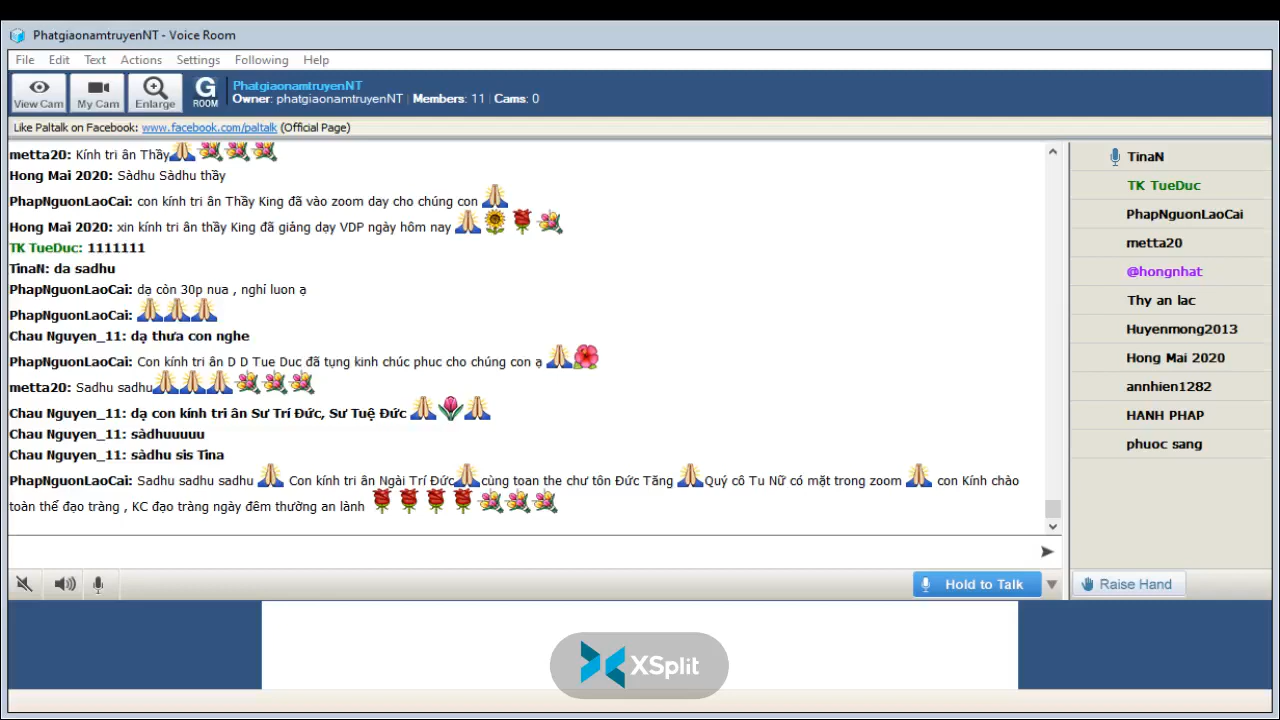 PhatgiaonamtruyenNT - Voice Room
File Edit Text Actions Settings Following Help
View Cam
My Cam
Enlarge
G
ROOM
PhatgiaonamtruyenNT
Owner: phatgiaonamtruyenNT | Members: 11 | Cams: 0
Like Paltalk on Facebook: www.facebook.com/paltalk (Official Page)
metta20: Kính tri ân Thầy
Hong Mai 2020: Sàdhu Sàdhu thầy
PhapNguonLaoCai: con kính tri ân Thầy King đã vào zoom day cho chúng con
Hong Mai 2020: xin kính tri ân thầy King đã giảng dạy VDP ngày hôm nay
TK TueDuc: 1111111
TinaN: da sadhu
PhapNguonLaoCai: dạ còn 30p nua , nghỉ luon ạ
PhapNguonLaoCai:
Chau Nguyen_11: dạ thưa con nghe
PhapNguonLaoCai: Con kính tri ân D D Tue Duc đã tụng kinh chúc phuc cho chúng con ạ
metta20: Sadhu sadhu
Chau Nguyen_11: dạ con kính tri ân Sư Trí Đức, Sư Tuệ Đức
Chau Nguyen_11: sàdhuuuuu
Chau Nguyen_11: sàdhu sis Tina
PhapNguonLaoCai: Sadhu sadhu sadhu Con kính tri ân Ngài Trí Đức cùng toan the chư tôn Đức Tăng Quý cô Tu Nữ có mặt trong zoom con Kính chào
toàn thể đạo tràng , KC đạo tràng ngày đêm thường an lành
TinaN
TK TueDuc
PhapNguonLaoCai
metta20
@hongnhat
Thy an lac
Huyenmong2013
Hong Mai 2020
annhien1282
HANH PHAP
phuoc sang
Hold to Talk
Raise Hand
XSplit